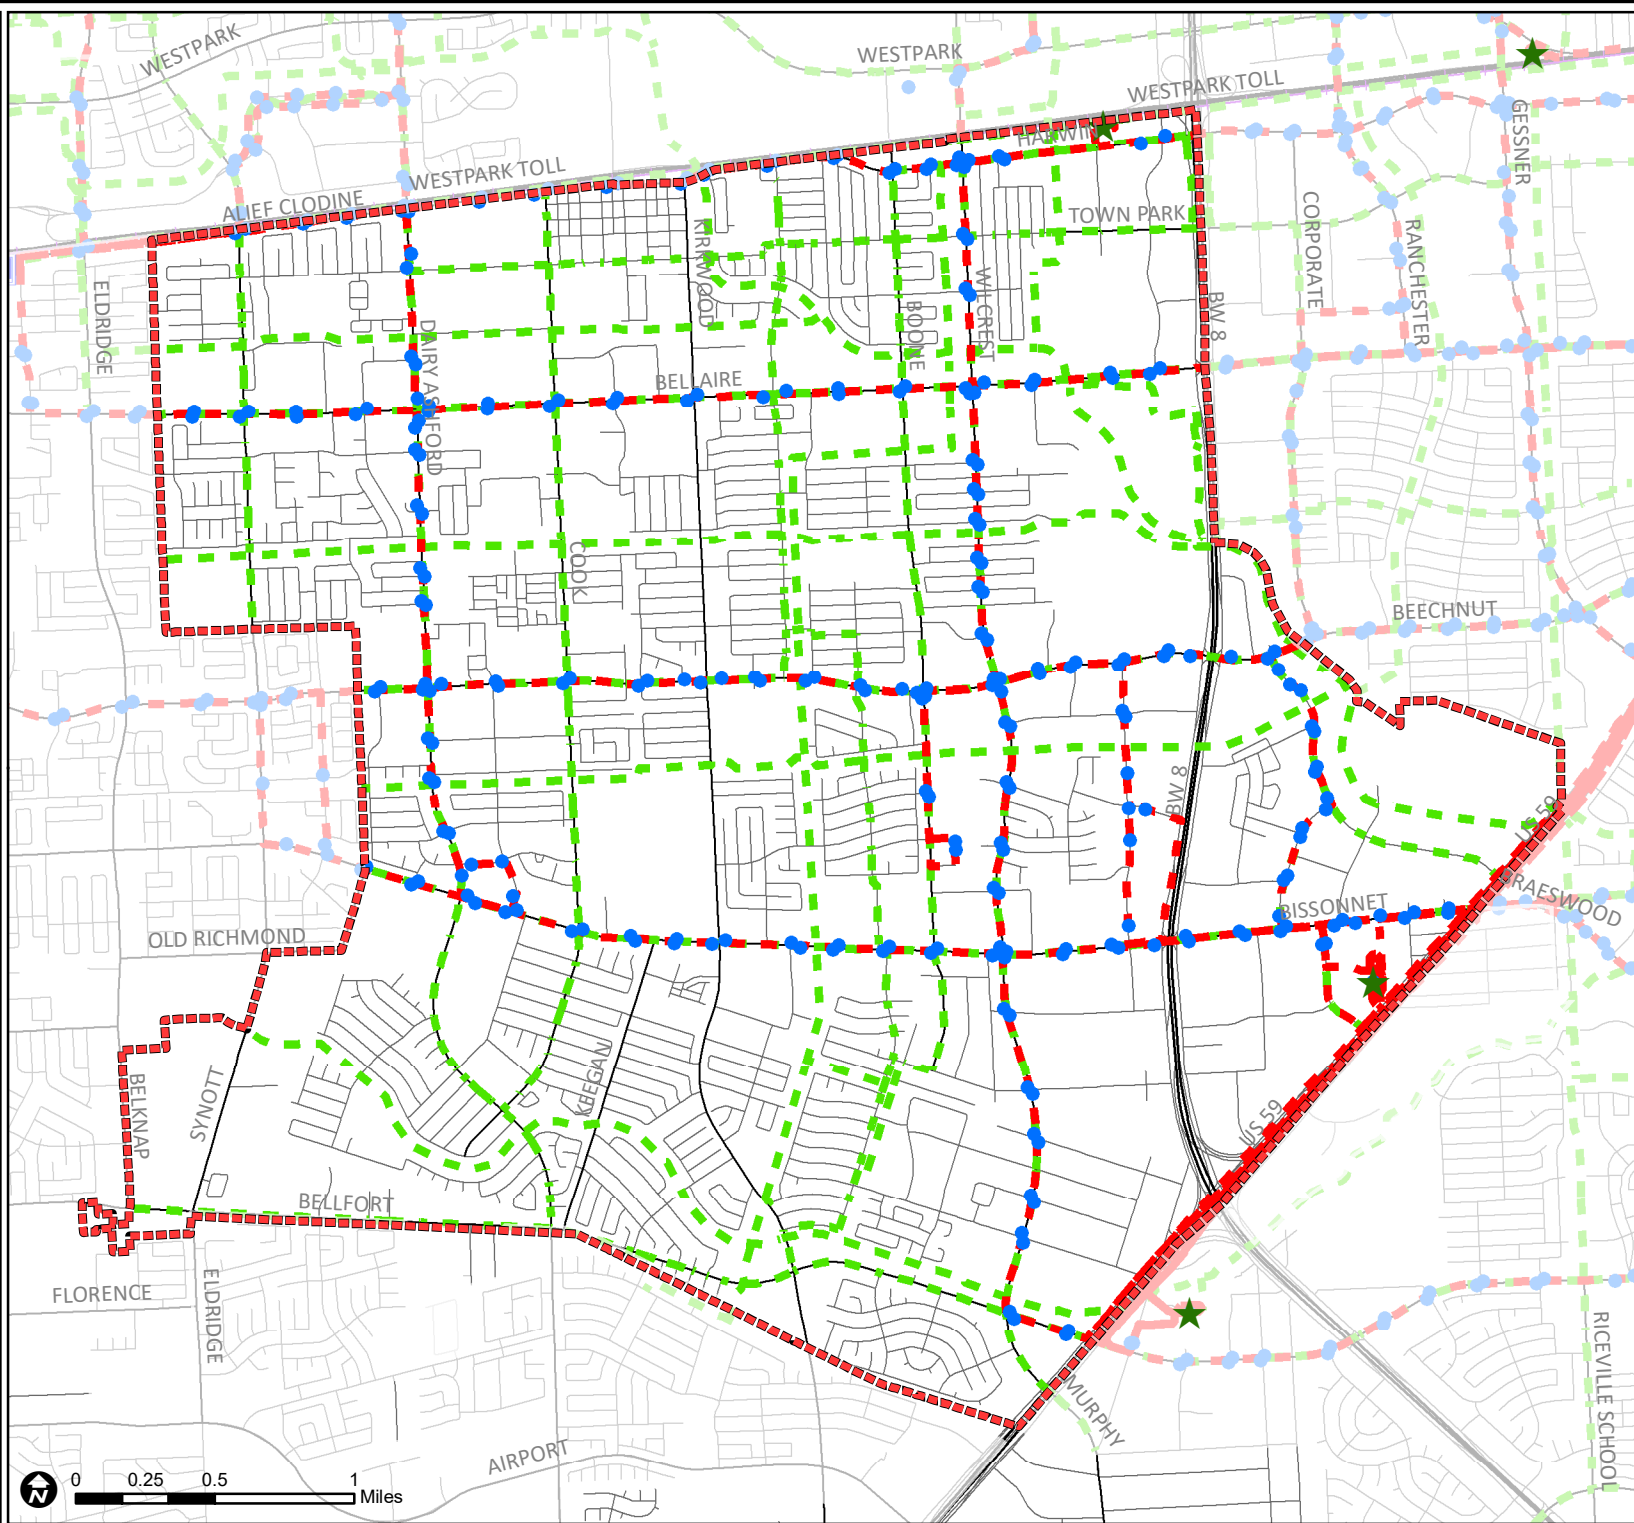 WESTPARK
WESTPARK
WESTPARK TOLL
GESSNER
HARWIN
WESTPARK TOLL
ALIEF CLODINE
KIRKWOOD
TOWN PARK
CORPORATE
RANCHESTER
ELDRIDGE
DAIRY ASHFORD
BOONE
WILCREST
BW 8
BELLAIRE
COOK
BEECHNUT
BW 8
US 59
BRAESWOOD
BISSONNET
OLD RICHMOND
KEEGAN
BELKNAP
SYNOTT
US 59
BELLFORT
FLORENCE
ELDRIDGE
RICEVILLE SCHOOL
MURPHY
AIRPORT
N
0 0.25 0.5 1
Miles